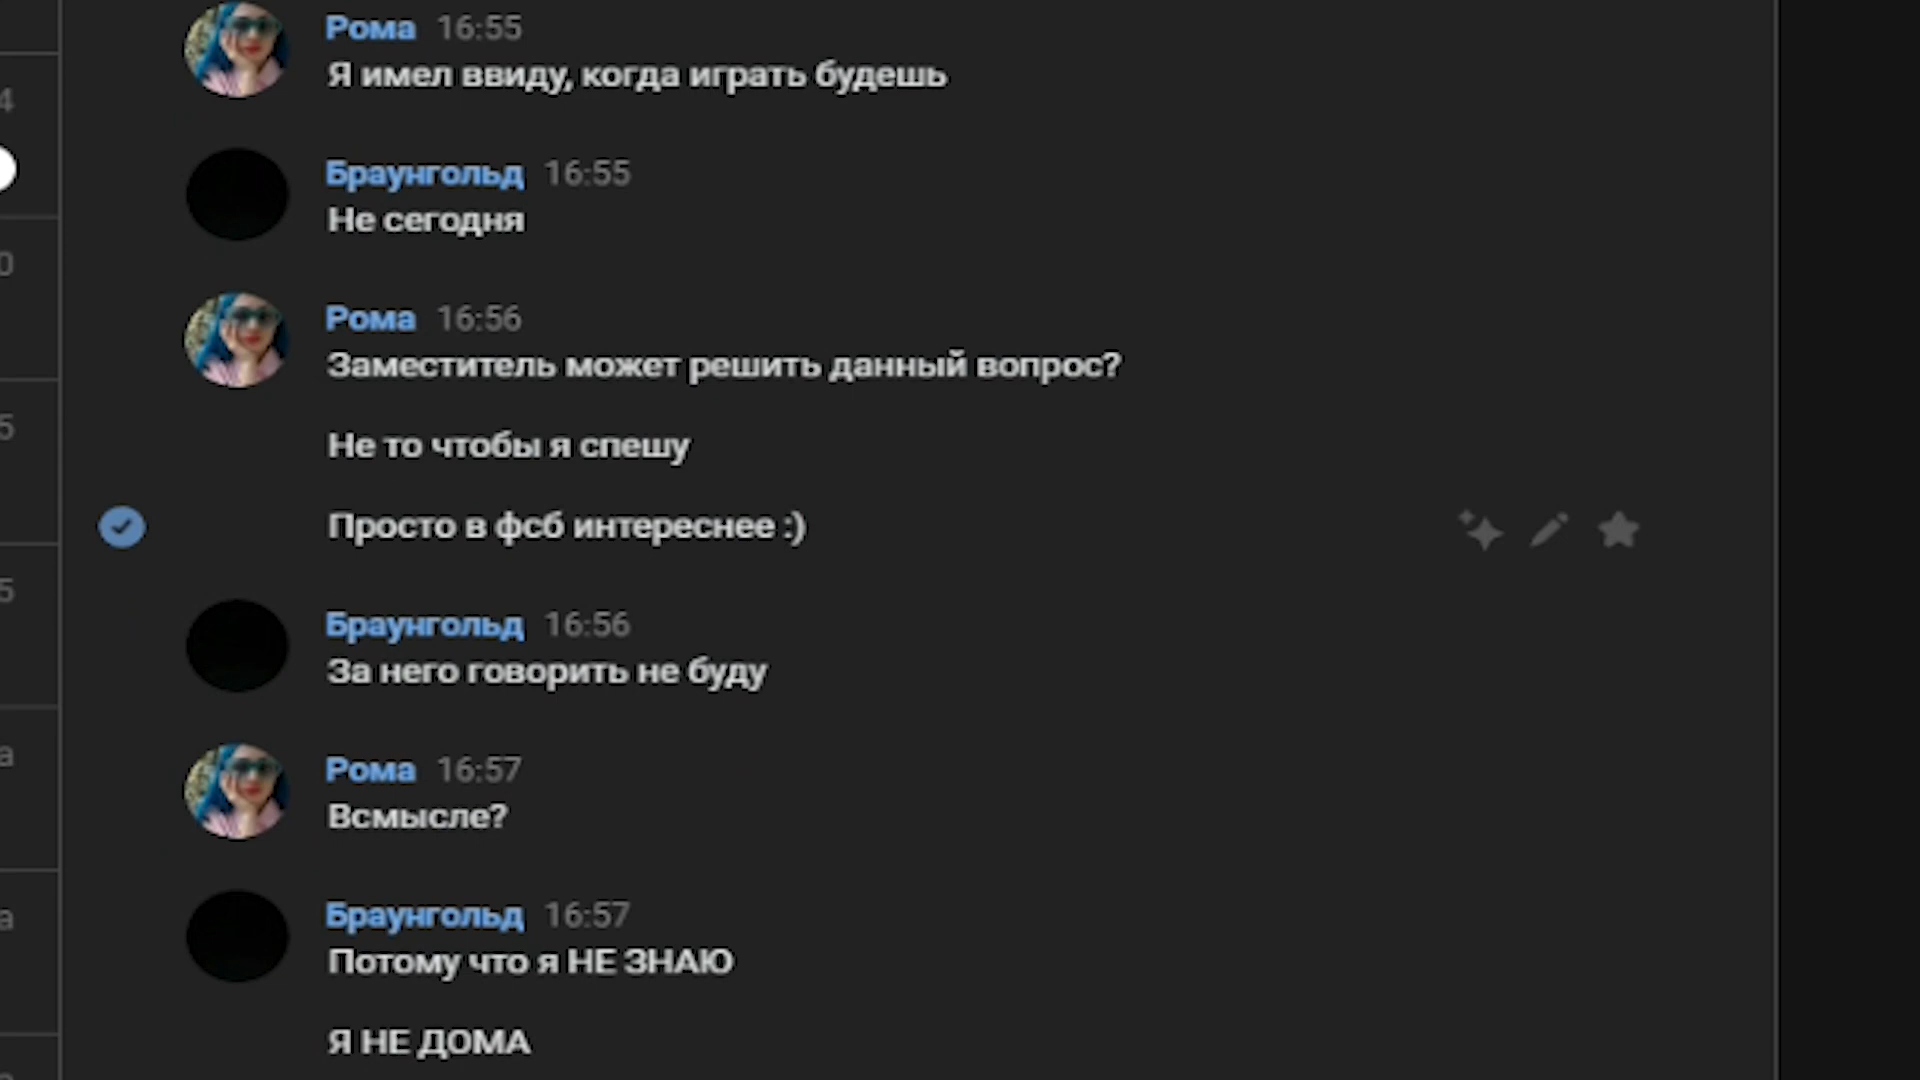 Рома 16:55
Я имел ввиду, когда играть будешь
Браунгольд 16:55
Не сегодня
Рома 16:56
Заместитель может решить данный вопрос?
Не то чтобы я спешу
Просто в фсб интереснее :)
Браунгольд 16:56
За него говорить не буду
Рома 16:57
Всмысле?
Браунгольд 16:57
Потому что я НЕ ЗНАЮ
Я НЕ ДОМА